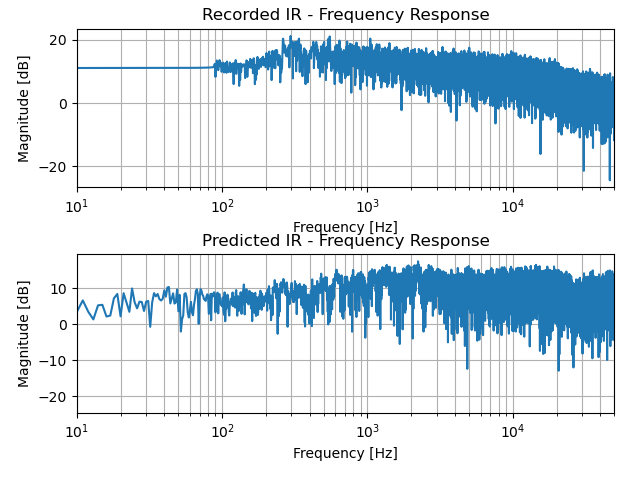 Recorded IR - Frequency Response
20
0
−20
Magnitude [dB]
10¹ 10² 10³ 10⁴
Frequency [Hz]
Predicted IR - Frequency Response
10
0
−10
−20
Magnitude [dB]
10¹ 10² 10³ 10⁴
Frequency [Hz]